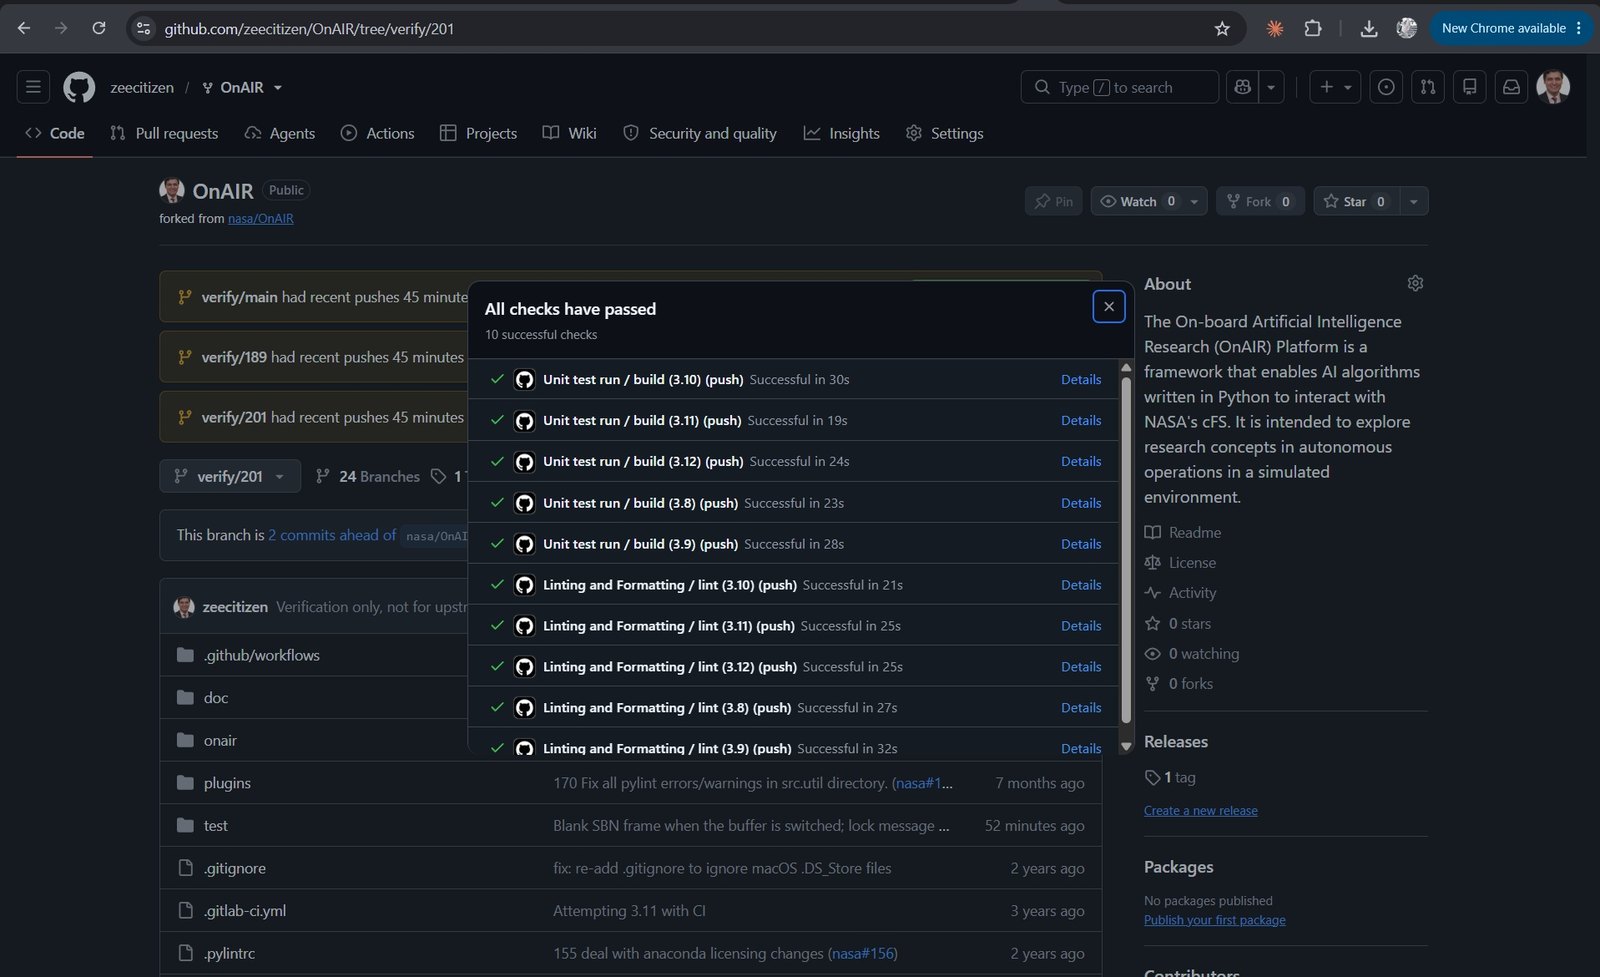 github.com/zeecitizen/OnAIR/tree/verify/201
New Chrome available
zeecitizen / OnAIR
Type / to search
Code
Pull requests
Agents
Actions
Projects
Wiki
Security and quality
Insights
Settings
OnAIR Public
forked from nasa/OnAIR
Pin
Watch 0
Fork 0
Star 0
verify/main had recent pushes 45 minute
verify/189 had recent pushes 45 minutes
verify/201 had recent pushes 45 minutes
verify/201
24 Branches
1
This branch is 2 commits ahead of nasa/OnAI
zeecitizen Verification only, not for upstr
.github/workflows
doc
onair
plugins 170 Fix all pylint errors/warnings in src.util directory. (nasa#1... 7 months ago
test Blank SBN frame when the buffer is switched; lock message ... 52 minutes ago
.gitignore fix: re-add .gitignore to ignore macOS .DS_Store files 2 years ago
.gitlab-ci.yml Attempting 3.11 with CI 3 years ago
.pylintrc 155 deal with anaconda licensing changes (nasa#156) 2 years ago
All checks have passed
10 successful checks
Unit test run / build (3.10) (push) Successful in 30s Details
Unit test run / build (3.11) (push) Successful in 19s Details
Unit test run / build (3.12) (push) Successful in 24s Details
Unit test run / build (3.8) (push) Successful in 23s Details
Unit test run / build (3.9) (push) Successful in 28s Details
Linting and Formatting / lint (3.10) (push) Successful in 21s Details
Linting and Formatting / lint (3.11) (push) Successful in 25s Details
Linting and Formatting / lint (3.12) (push) Successful in 25s Details
Linting and Formatting / lint (3.8) (push) Successful in 27s Details
Linting and Formatting / lint (3.9) (push) Successful in 32s Details
About
The On-board Artificial Intelligence
Research (OnAIR) Platform is a
framework that enables AI algorithms
written in Python to interact with
NASA's cFS. It is intended to explore
research concepts in autonomous
operations in a simulated
environment.
Readme
License
Activity
0 stars
0 watching
0 forks
Releases
1 tag
Create a new release
Packages
No packages published
Publish your first package
Contributors